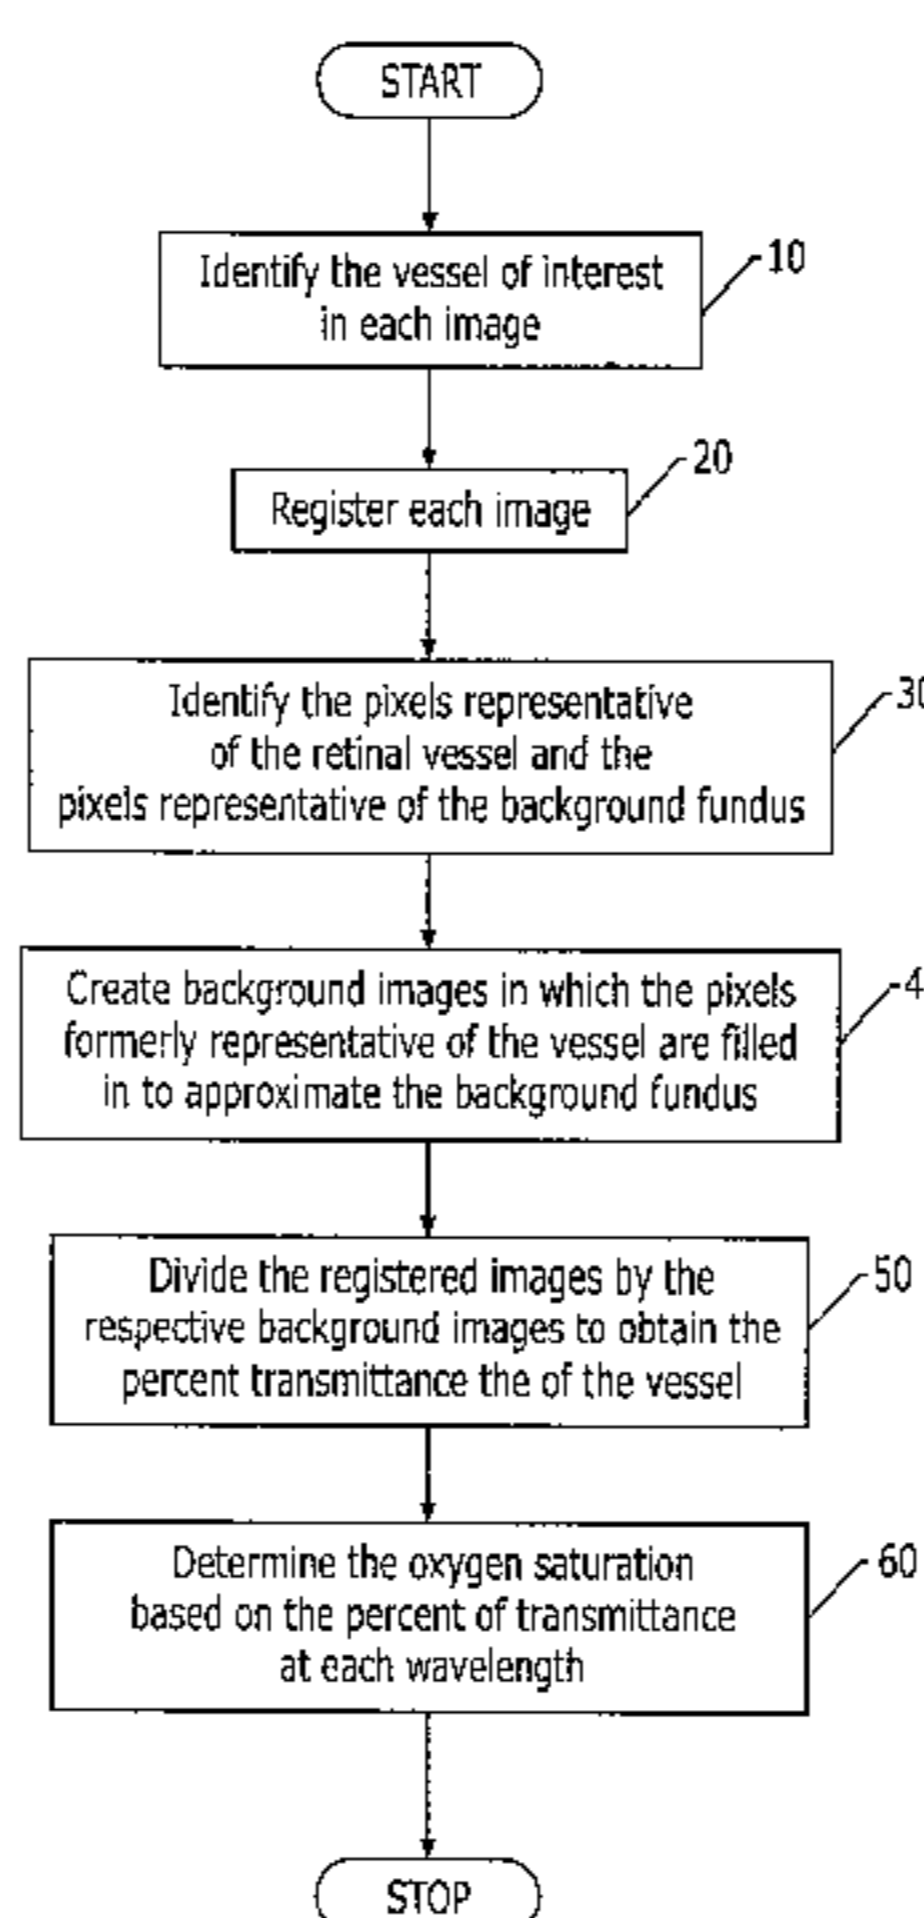 START
Identify the vessel of interest
in each image
10
Register each image
20
Identify the pixels representative
of the retinal vessel and the
pixels representative of the background fundus
30
Create background images in which the pixels
formerly representative of the vessel are filled
in to approximate the background fundus
4
Divide the registered images by the
respective background images to obtain the
percent transmittance the of the vessel
50
Determine the oxygen saturation
based on the percent of transmittance
at each wavelength
60
STOP